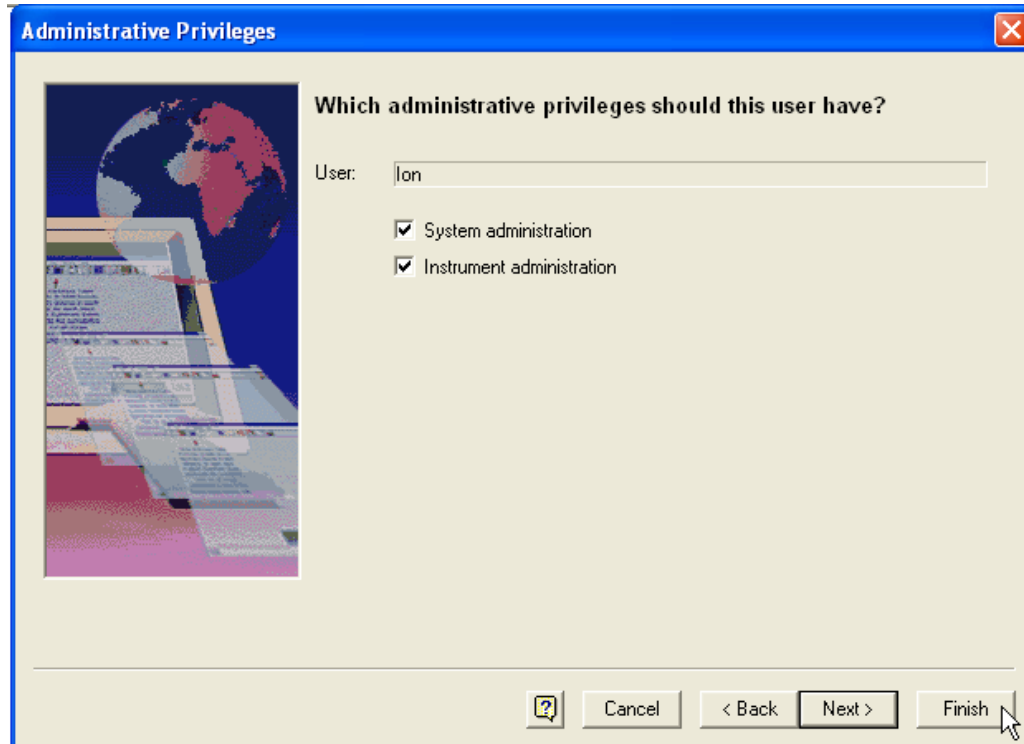 Administrative Privileges
Which administrative privileges should this user have?
User: Ion
System administration
Instrument administration
Cancel < Back Next > Finish